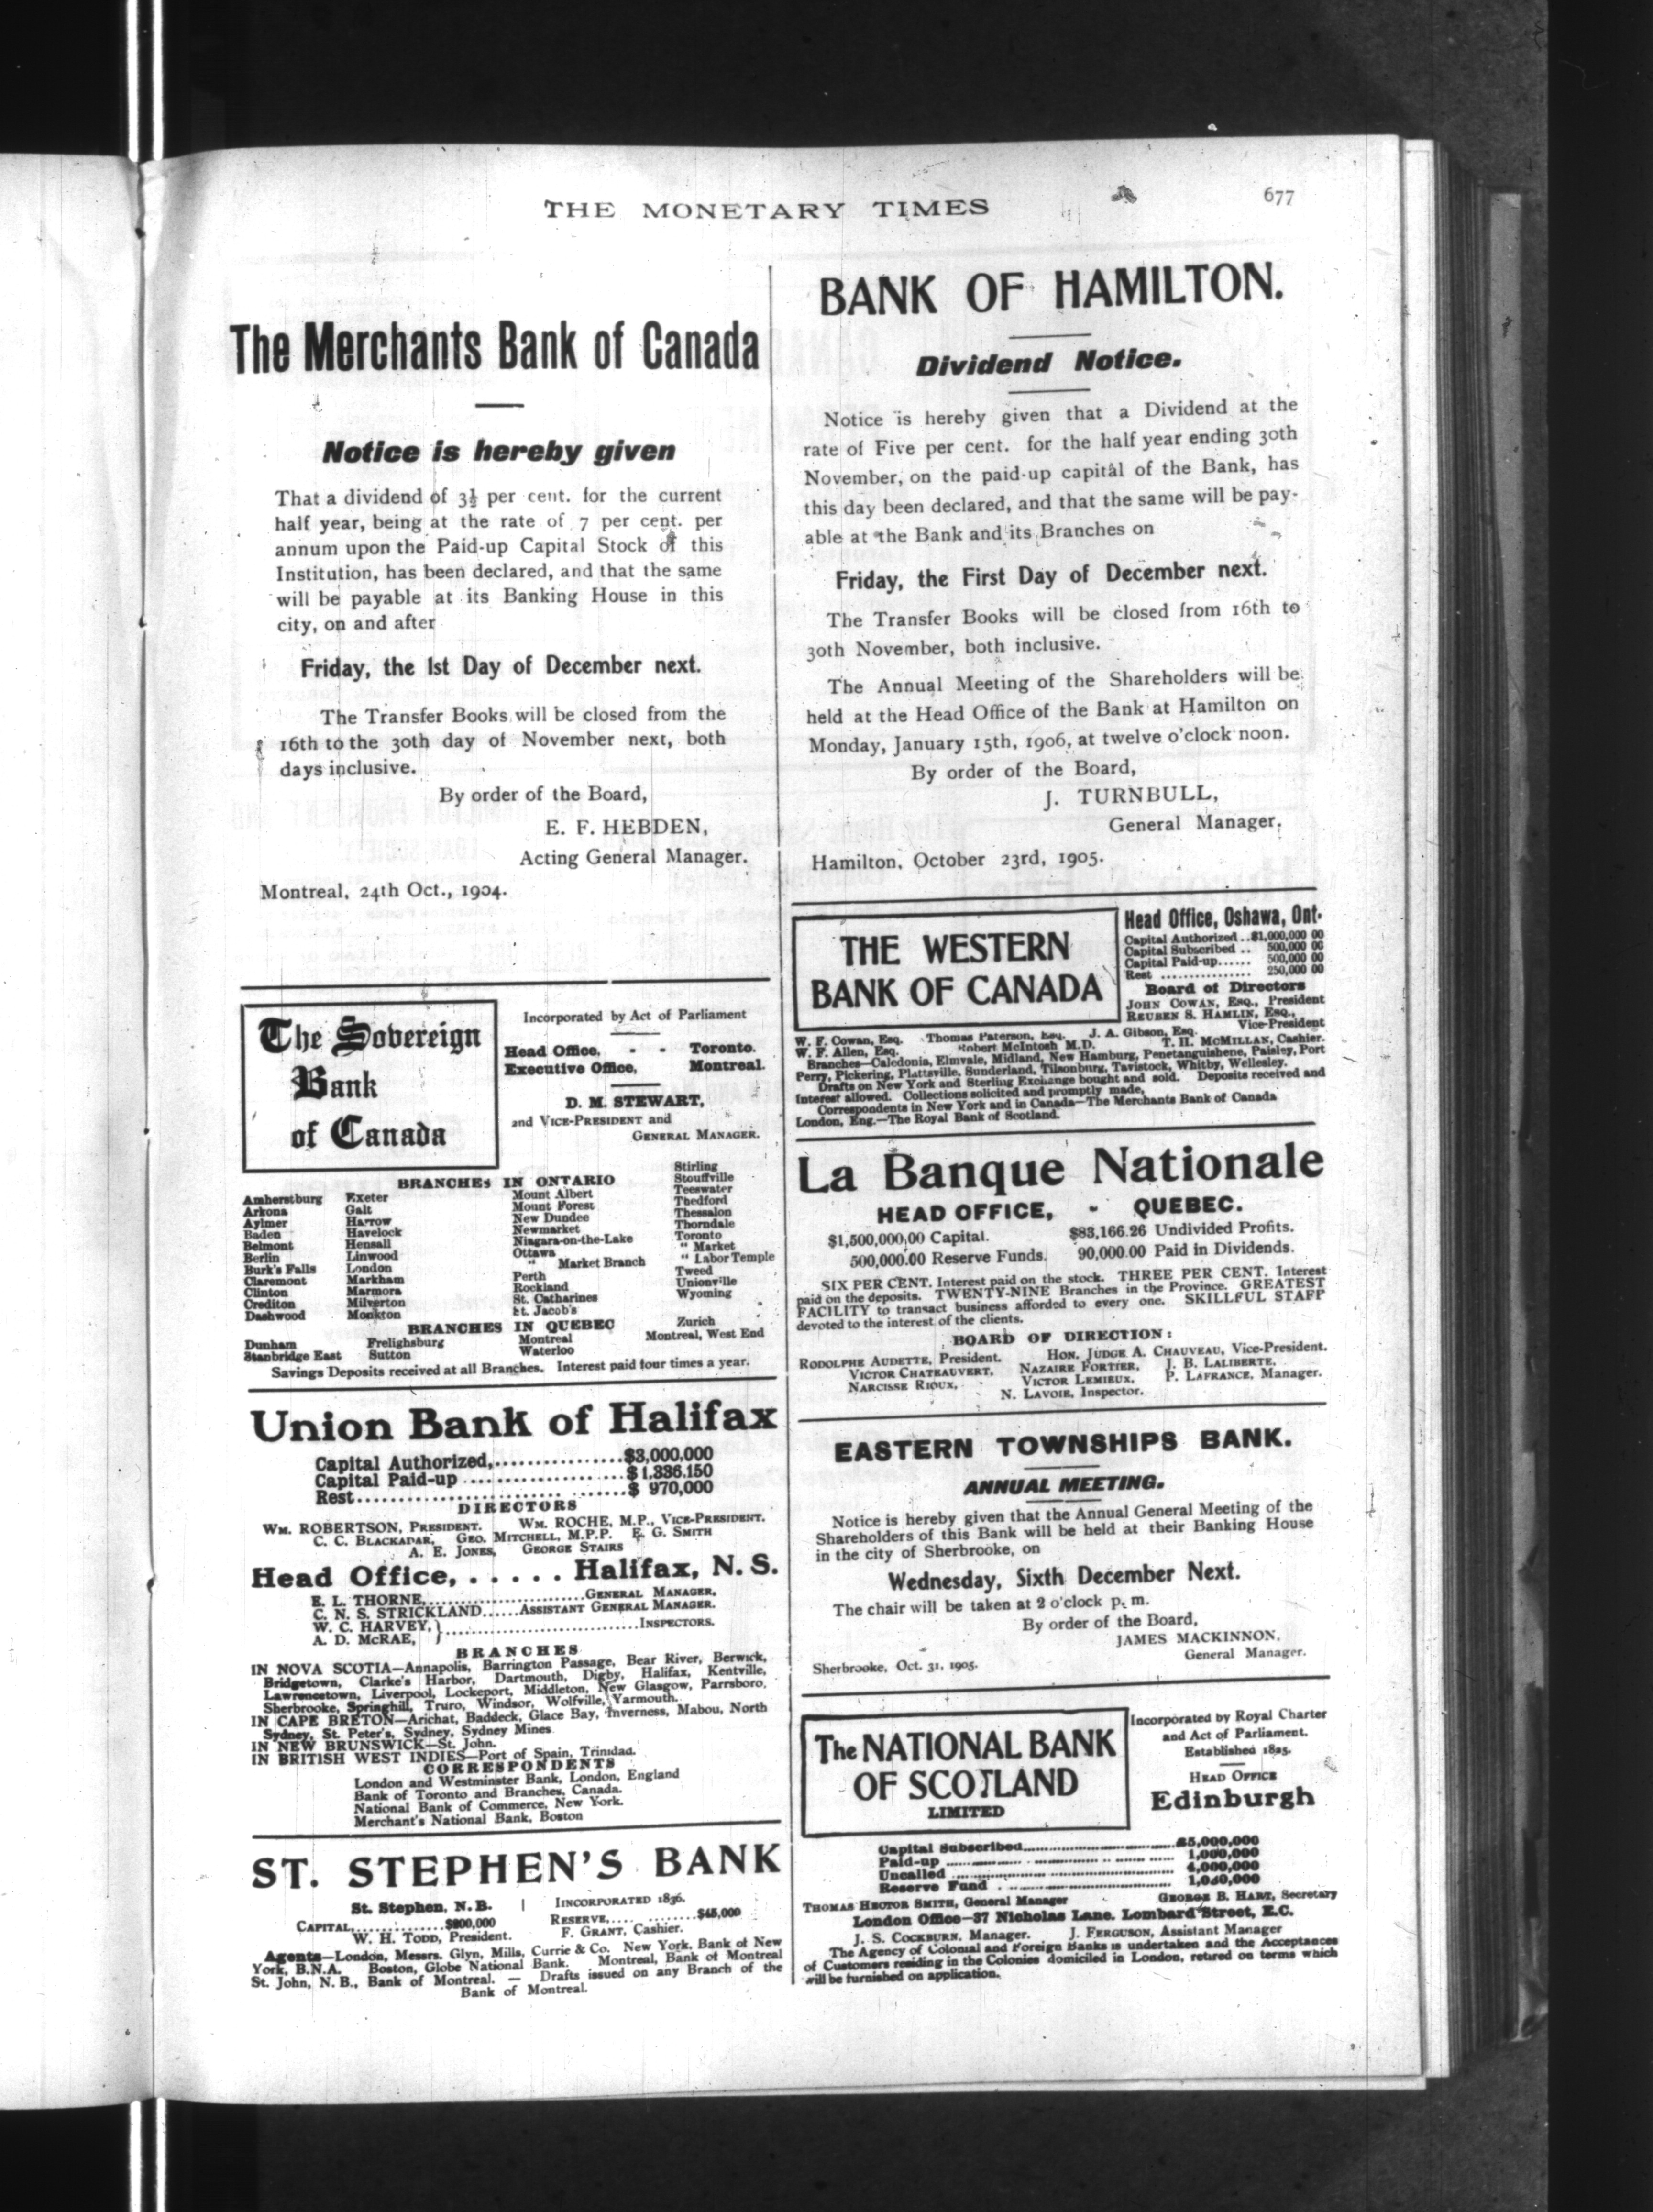 THE MONETARY TIMES
677
The Merchants Bank of Canada
Notice is hereby given
That a dividend of 3½ per cent. for the current
half year, being at the rate of 7 per cent. per
annum upon the Paid-up Capital Stock of this
Institution, has been declared, and that the same
will be payable at its Banking House in this
city, on and after
Friday, the 1st Day of December next.
The Transfer Books will be closed from the
16th to the 30th day of November next, both
days inclusive.
By order of the Board,
E. F. HEBDEN,
Acting General Manager.
Montreal, 24th Oct., 1904.
The Sovereign
Bank
of Canada
Incorporated by Act of Parliament
Head Office, - - Toronto.
Executive Office, Montreal.
D. M. STEWART,
2nd VICE-PRESIDENT and
GENERAL MANAGER.
BRANCHES IN ONTARIO
Amherstburg
Arkona
Aylmer
Baden
Belmont
Berlin
Burk's Falls
Claremont
Clinton
Crediton
Dashwood
Exeter
Galt
Harrow
Havelock
Hensall
Linwood
London
Markham
Marmora
Milverton
Monkton
Mount Albert
Mount Forest
New Dundee
Newmarket
Niagara-on-the-Lake
Ottawa
" Market Branch
Perth
Rockland
St. Catharines
St. Jacob's
Stirling
Stouffville
Teeswater
Thedford
Thessalon
Thorndale
Toronto
" Market
" Labor Temple
Tweed
Unionville
Wyoming
Zurich
BRANCHES IN QUEBEC
Dunham Frelighsburg Montreal Montreal, West End
Stanbridge East Sutton Waterloo
Savings Deposits received at all Branches. Interest paid four times a year.
Union Bank of Halifax
Capital Authorized,................$3,000,000
Capital Paid-up....................$1,336,150
Rest....................$ 970,000
DIRECTORS
WM. ROBERTSON, PRESIDENT. WM. ROCHE, M.P., VICE-PRESIDENT.
C. C. BLACKADAR, GEO. MITCHELL, M.P.P. E. G. SMITH
A. E. JONES, GEORGE STAIRS
Head Office, . . . . . Halifax, N. S.
E. L. THORNE,........................GENERAL MANAGER.
C. N. S. STRICKLAND......ASSISTANT GENERAL MANAGER.
W. C. HARVEY, }
A. D. McRAE, } ..............................INSPECTORS.
BRANCHES
IN NOVA SCOTIA—Annapolis, Barrington Passage, Bear River, Berwick,
Bridgetown, Clarke's Harbor, Dartmouth, Digby, Halifax, Kentville,
Lawrencetown, Liverpool, Lockeport, Middleton, New Glasgow, Parrsboro,
Sherbrooke, Springhill, Truro, Windsor, Wolfville, Yarmouth.
IN CAPE BRETON—Arichat, Baddeck, Glace Bay, Inverness, Mabou, North
Sydney, St. Peter's, Sydney, Sydney Mines
IN NEW BRUNSWICK—St. John.
IN BRITISH WEST INDIES—Port of Spain, Trinidad.
CORRESPONDENTS
London and Westminster Bank, London, England
Bank of Toronto and Branches, Canada.
National Bank of Commerce, New York.
Merchant's National Bank, Boston
ST. STEPHEN'S BANK
St. Stephen, N. B. | INCORPORATED 1836.
CAPITAL...............$200,000 RESERVE,.............$45,000
W. H. TODD, President. F. GRANT, Cashier.
Agents—London, Messrs. Glyn, Mills, Currie & Co. New York, Bank of New
York, B.N.A. Boston, Globe National Bank. Montreal, Bank of Montreal
St. John, N. B., Bank of Montreal. — Drafts issued on any Branch of the
Bank of Montreal.
BANK OF HAMILTON.
Dividend Notice.
Notice is hereby given that a Dividend at the
rate of Five per cent. for the half year ending 30th
November, on the paid-up capital of the Bank, has
this day been declared, and that the same will be pay-
able at the Bank and its Branches on
Friday, the First Day of December next.
The Transfer Books will be closed from 16th to
30th November, both inclusive.
The Annual Meeting of the Shareholders will be
held at the Head Office of the Bank at Hamilton on
Monday, January 15th, 1906, at twelve o'clock noon.
By order of the Board,
J. TURNBULL,
General Manager.
Hamilton, October 23rd, 1905.
THE WESTERN
BANK OF CANADA
Head Office, Oshawa, Ont.
Capital Authorized ..$1,000,000 00
Capital Subscribed .. 500,000 00
Capital Paid-up...... 500,000 00
Rest ................ 250,000 00
Board of Directors
JOHN COWAN, ESQ., President
REUBEN S. HAMLIN, ESQ.,
Vice-President
W. F. Cowan, Esq. Thomas Paterson, Esq. J. A. Gibson, Esq.
W. F. Allen, Esq. Robert McIntosh M.D. T. H. MCMILLAN, Cashier.
Branches—Caledonia, Elmvale, Midland, New Hamburg, Penetanguishene, Paisley, Port
Perry, Pickering, Plattsville, Sunderland, Tilsonburg, Tavistock, Whitby, Wellesley.
Drafts on New York and Sterling Exchange bought and sold. Deposits received and
Interest allowed. Collections solicited and promptly made,
Correspondents in New York and in Canada—The Merchants Bank of Canada
London, Eng.—The Royal Bank of Scotland.
La Banque Nationale
HEAD OFFICE, - QUEBEC.
$1,500,000,00 Capital. $83,166.26 Undivided Profits.
500,000.00 Reserve Funds. 90,000.00 Paid in Dividends.
SIX PER CENT. Interest paid on the stock. THREE PER CENT. Interest
paid on the deposits. TWENTY-NINE Branches in the Province. GREATEST
FACILITY to transact business afforded to every one. SKILLFUL STAFF
devoted to the interest of the clients.
BOARD OF DIRECTION:
RODOLPHE AUDETTE, President. HON. JUDGE A. CHAUVEAU, Vice-President.
VICTOR CHATEAUVERT, NAZAIRE FORTIER, J. B. LALIBERTE,
NARCISSE RIOUX, VICTOR LEMIEUX, P. LAFRANCE, Manager.
N. LAVOIE, Inspector.
EASTERN TOWNSHIPS BANK.
ANNUAL MEETING.
Notice is hereby given that the Annual General Meeting of the
Shareholders of this Bank will be held at their Banking House
in the city of Sherbrooke, on
Wednesday, Sixth December Next.
The chair will be taken at 2 o'clock p. m.
By order of the Board,
JAMES MACKINNON,
General Manager.
Sherbrooke, Oct. 31, 1905.
The NATIONAL BANK
OF SCOTLAND
LIMITED
Incorporated by Royal Charter
and Act of Parliament.
Established 1825.
HEAD OFFICE
Edinburgh
Capital Subscribed..............................£5,000,000
Paid-up .............................. 1,000,000
Uncalled .............................. 4,000,000
Reserve Fund ..............................
THOMAS HECTOR SMITH, General Manager GEORGE B. HART, Secretary
London Office—37 Nicholas Lane. Lombard Street, E.C.
J. S. COCKBURN, Manager. J. FERGUSON, Assistant Manager
The Agency of Colonial and Foreign Banks is undertaken and the Acceptances
of Customers residing in the Colonies domiciled in London, retired on terms which
will be furnished on application.